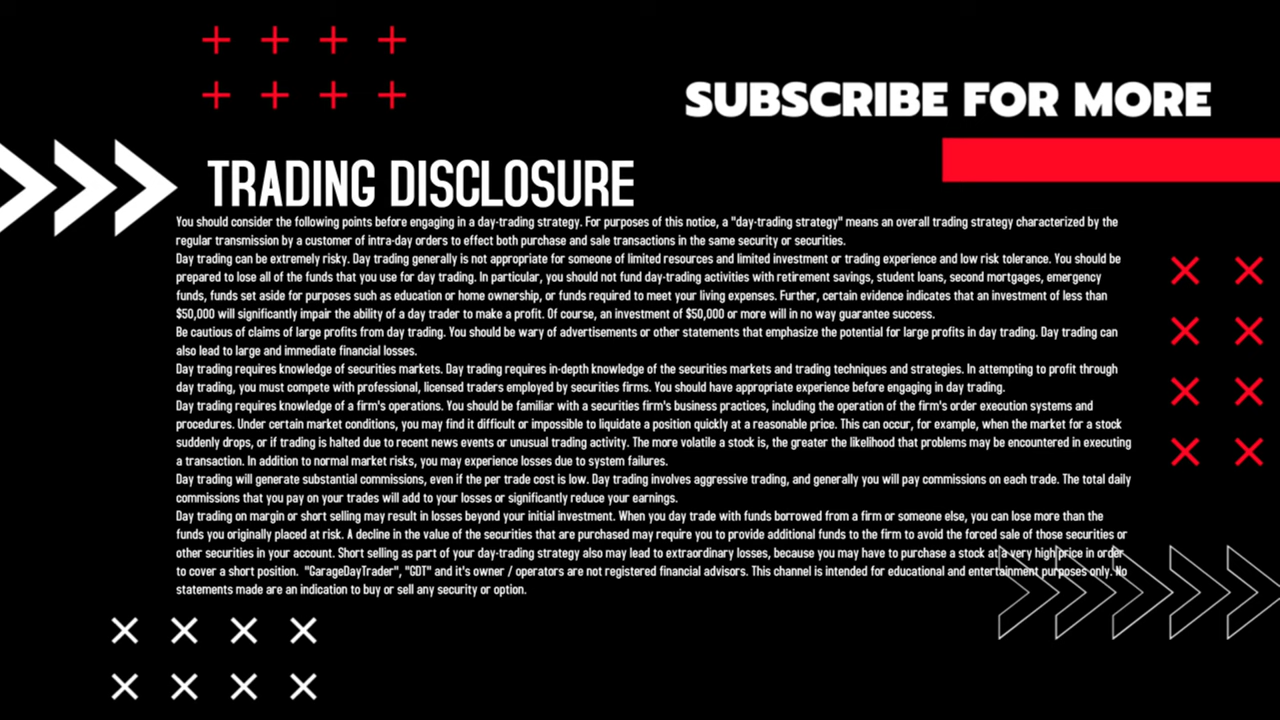 SUBSCRIBE FOR MORE
TRADING DISCLOSURE
You should consider the following points before engaging in a day-trading strategy. For purposes of this notice, a "day-trading strategy" means an overall trading strategy characterized by the
regular transmission by a customer of intra-day orders to effect both purchase and sale transactions in the same security or securities.
Day trading can be extremely risky. Day trading generally is not appropriate for someone of limited resources and limited investment or trading experience and low risk tolerance. You should be
prepared to lose all of the funds that you use for day trading. In particular, you should not fund day-trading activities with retirement savings, student loans, second mortgages, emergency
funds, funds set aside for purposes such as education or home ownership, or funds required to meet your living expenses. Further, certain evidence indicates that an investment of less than
$50,000 will significantly impair the ability of a day trader to make a profit. Of course, an investment of $50,000 or more will in no way guarantee success.
Be cautious of claims of large profits from day trading. You should be wary of advertisements or other statements that emphasize the potential for large profits in day trading. Day trading can
also lead to large and immediate financial losses.
Day trading requires knowledge of securities markets. Day trading requires in-depth knowledge of the securities markets and trading techniques and strategies. In attempting to profit through
day trading, you must compete with professional, licensed traders employed by securities firms. You should have appropriate experience before engaging in day trading.
Day trading requires knowledge of a firm's operations. You should be familiar with a securities firm's business practices, including the operation of the firm's order execution systems and
procedures. Under certain market conditions, you may find it difficult or impossible to liquidate a position quickly at a reasonable price. This can occur, for example, when the market for a stock
suddenly drops, or if trading is halted due to recent news events or unusual trading activity. The more volatile a stock is, the greater the likelihood that problems may be encountered in executing
a transaction. In addition to normal market risks, you may experience losses due to system failures.
Day trading will generate substantial commissions, even if the per trade cost is low. Day trading involves aggressive trading, and generally you will pay commissions on each trade. The total daily
commissions that you pay on your trades will add to your losses or significantly reduce your earnings.
Day trading on margin or short selling may result in losses beyond your initial investment. When you day trade with funds borrowed from a firm or someone else, you can lose more than the
funds you originally placed at risk. A decline in the value of the securities that are purchased may require you to provide additional funds to the firm to avoid the forced sale of those securities or
other securities in your account. Short selling as part of your day-trading strategy also may lead to extraordinary losses, because you may have to purchase a stock at a very high price in order
to cover a short position. "GarageDayTrader", "GDT" and it's owner / operators are not registered financial advisors. This channel is intended for educational and entertainment purposes only. No
statements made are an indication to buy or sell any security or option.